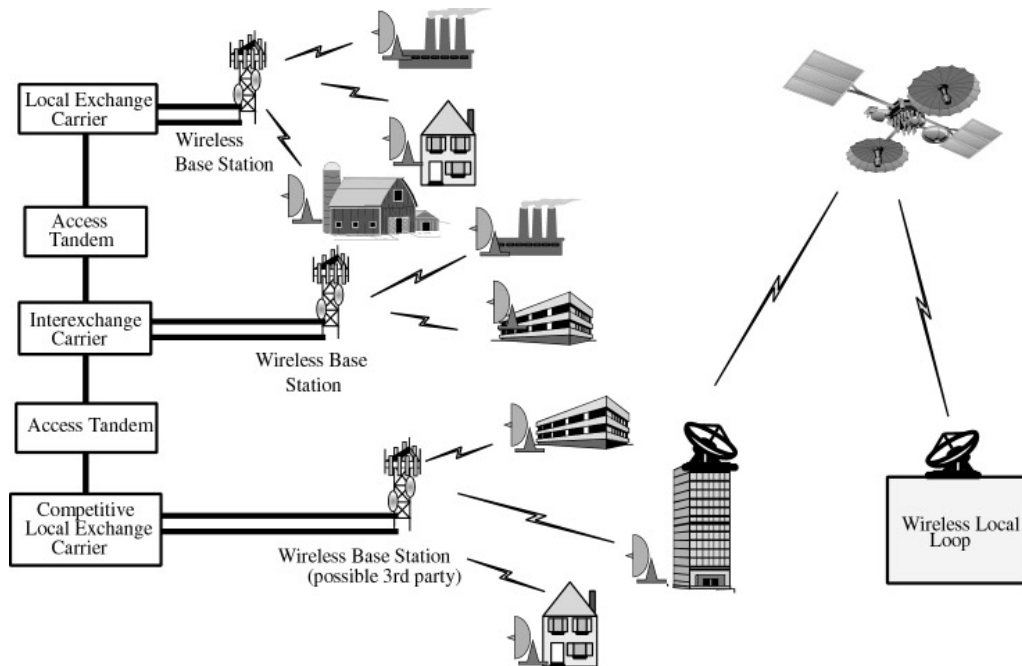 Local Exchange
Carrier
Wireless
Base Station
Access
Tandem
Interexchange
Carrier
Wireless Base
Station
Access Tandem
Competitive
Local Exchange
Carrier
Wireless Base Station
(possible 3rd party)
Wireless Local
Loop